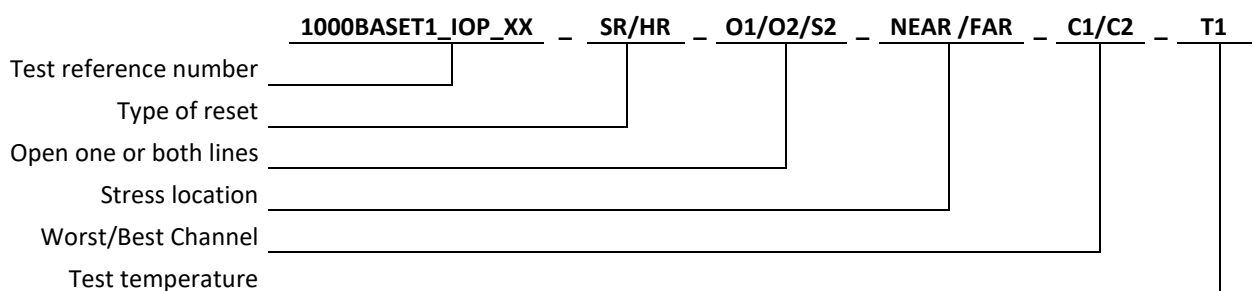 1000BASET1_IOP_XX _ SR/HR _ O1/O2/S2 _ NEAR /FAR _ C1/C2 _ T1
Test reference number
Type of reset
Open one or both lines
Stress location
Worst/Best Channel
Test temperature